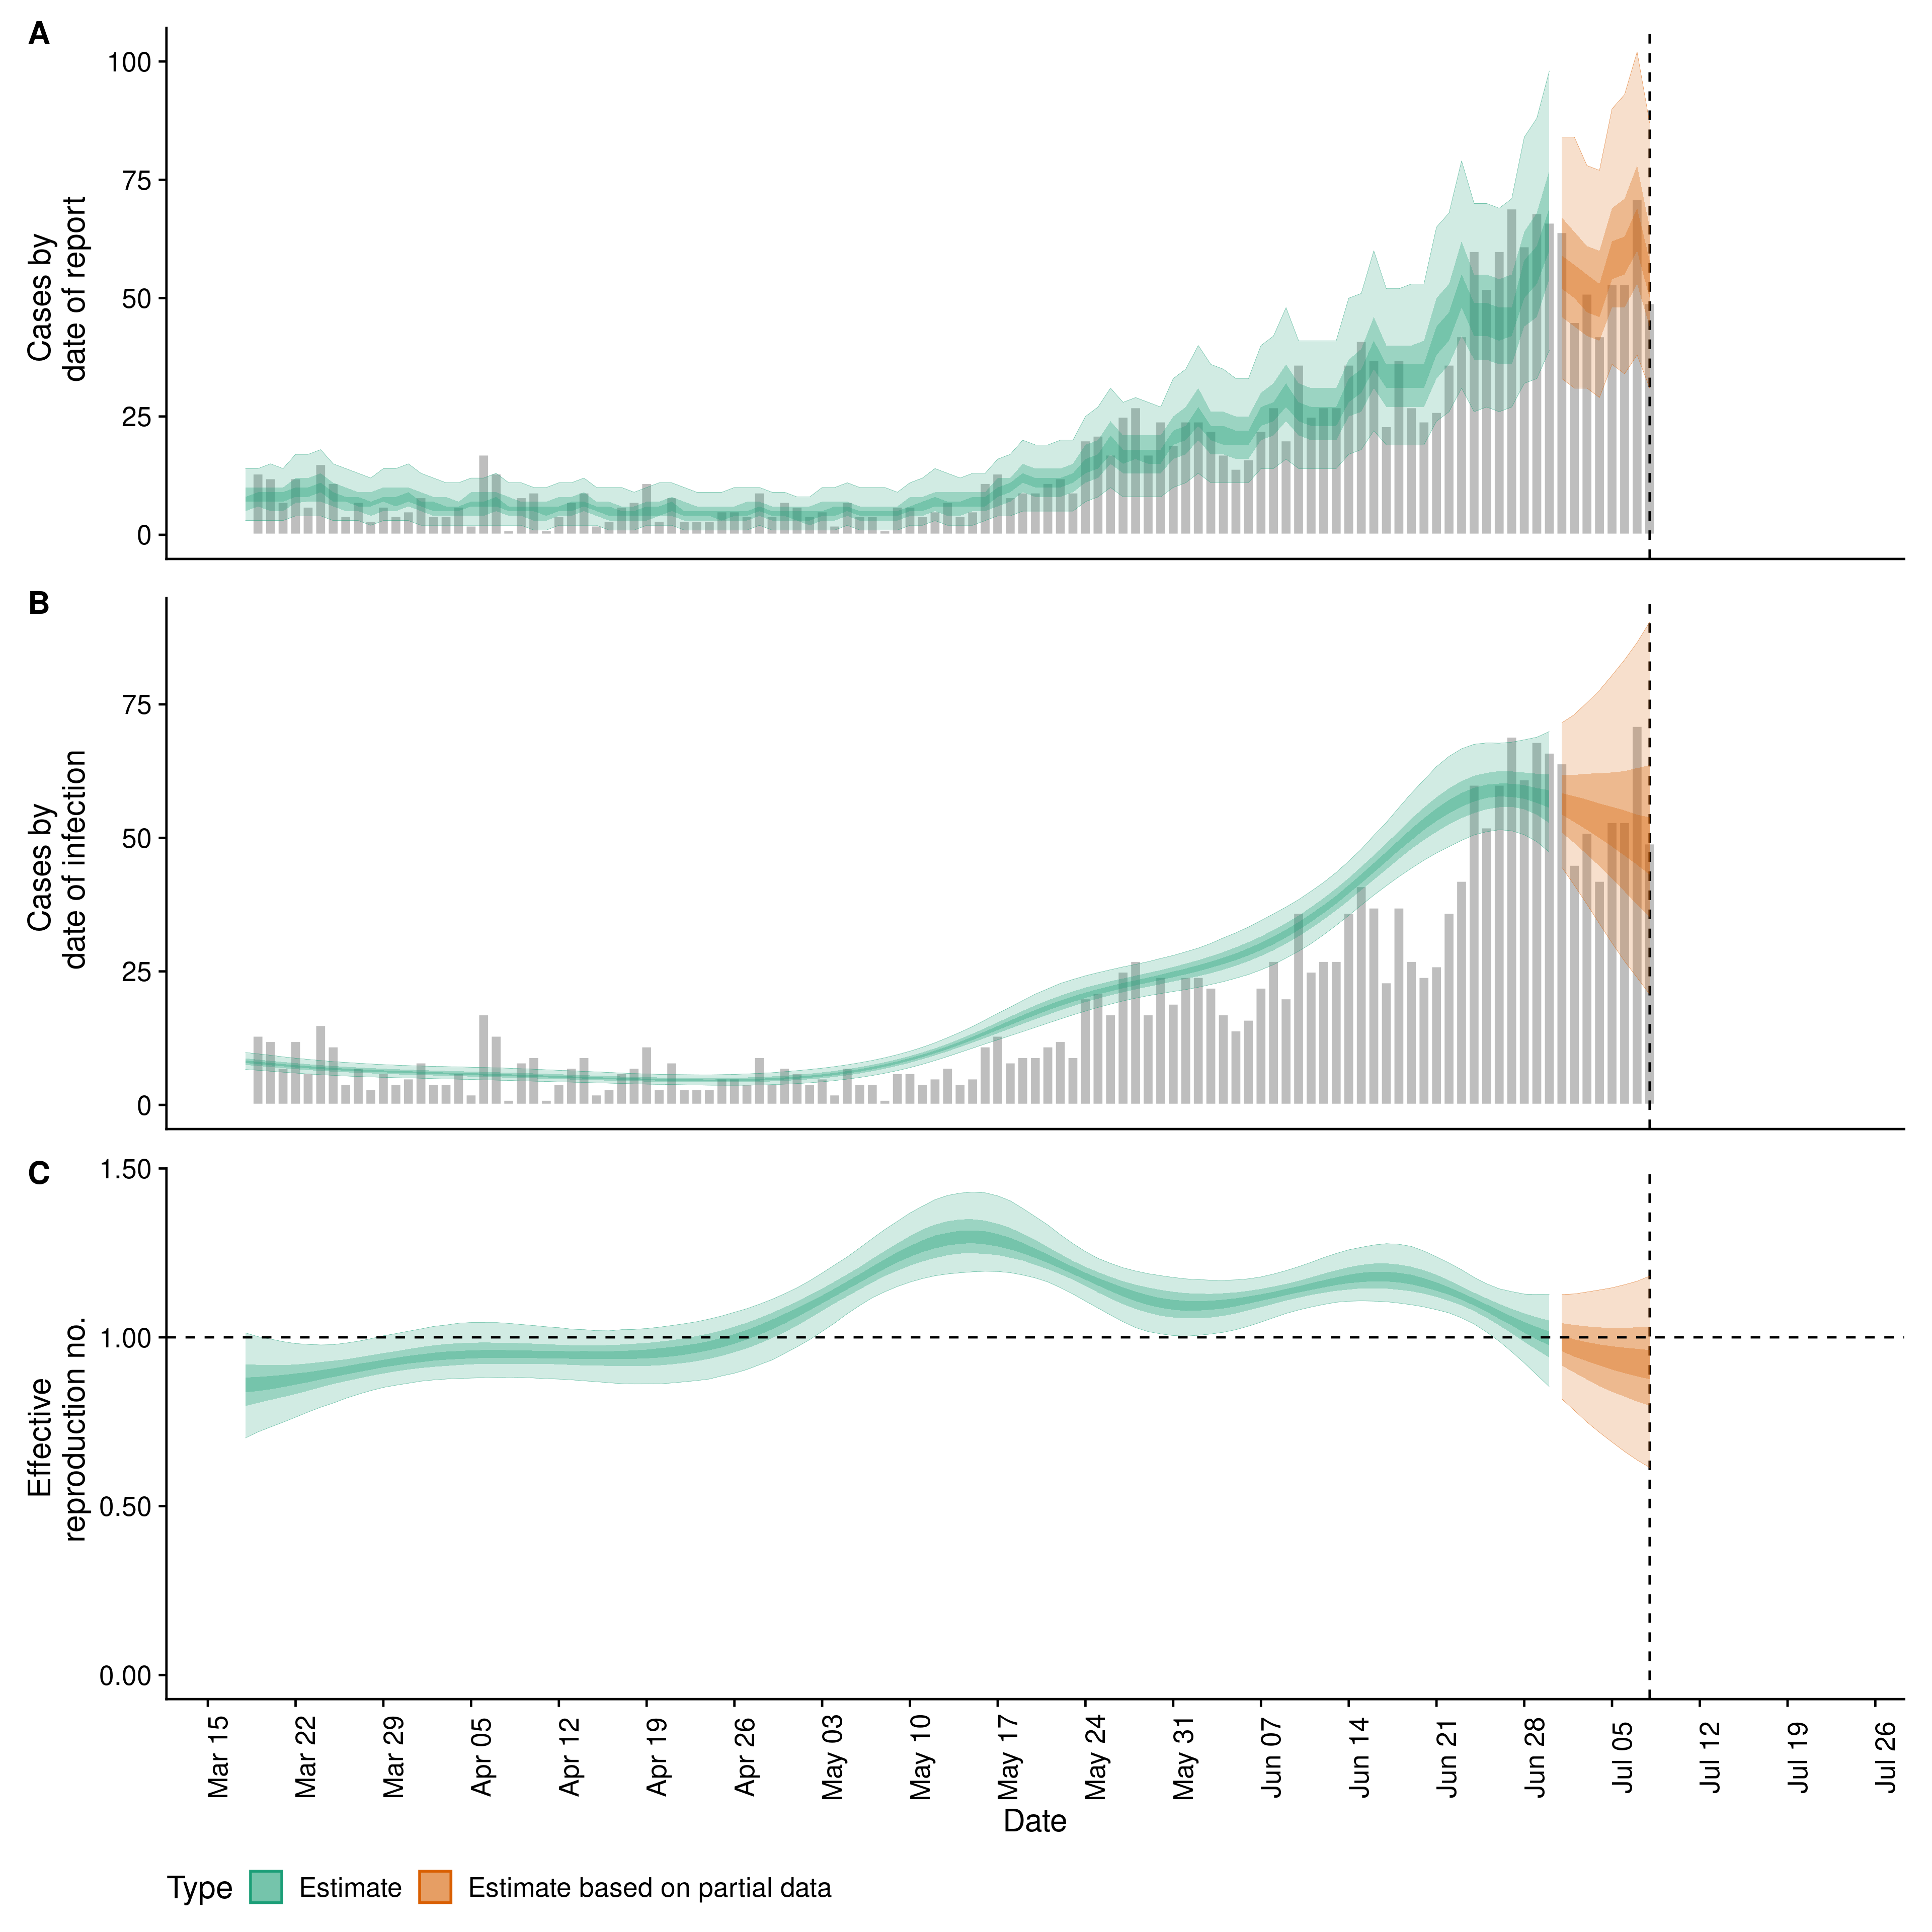 A
100
75
50
25
0
Cases by
date of report
B
75
50
25
0
Cases by
date of infection
C
1.50
1.00
0.50
0.00
Effective
reproduction no.
Mar 15
Mar 22
Mar 29
Apr 05
Apr 12
Apr 19
Apr 26
May 03
May 10
May 17
May 24
May 31
Jun 07
Jun 14
Jun 21
Jun 28
Jul 05
Jul 12
Jul 19
Jul 26
Date
Type Estimate Estimate based on partial data